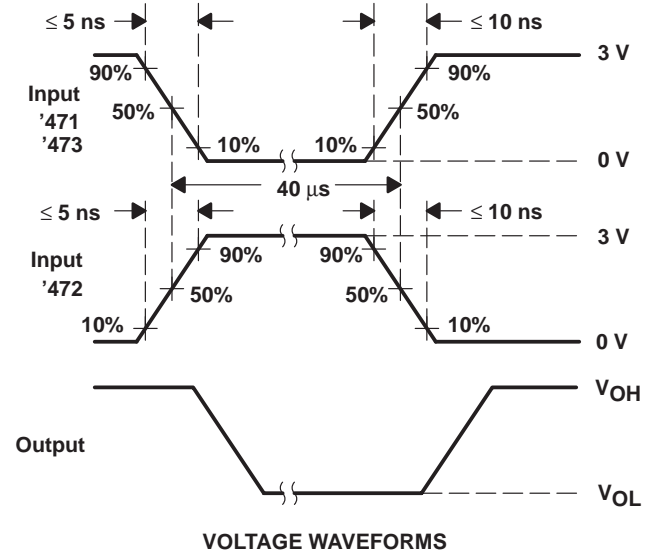 ≤ 5 ns
≤ 10 ns
3 V
90%
90%
Input
'471
'473
50%
50%
10%
10%
0 V
40 μs
≤ 5 ns
≤ 10 ns
3 V
Input
'472
90%
90%
50%
50%
10%
10%
0 V
VOH
Output
VOL
VOLTAGE WAVEFORMS